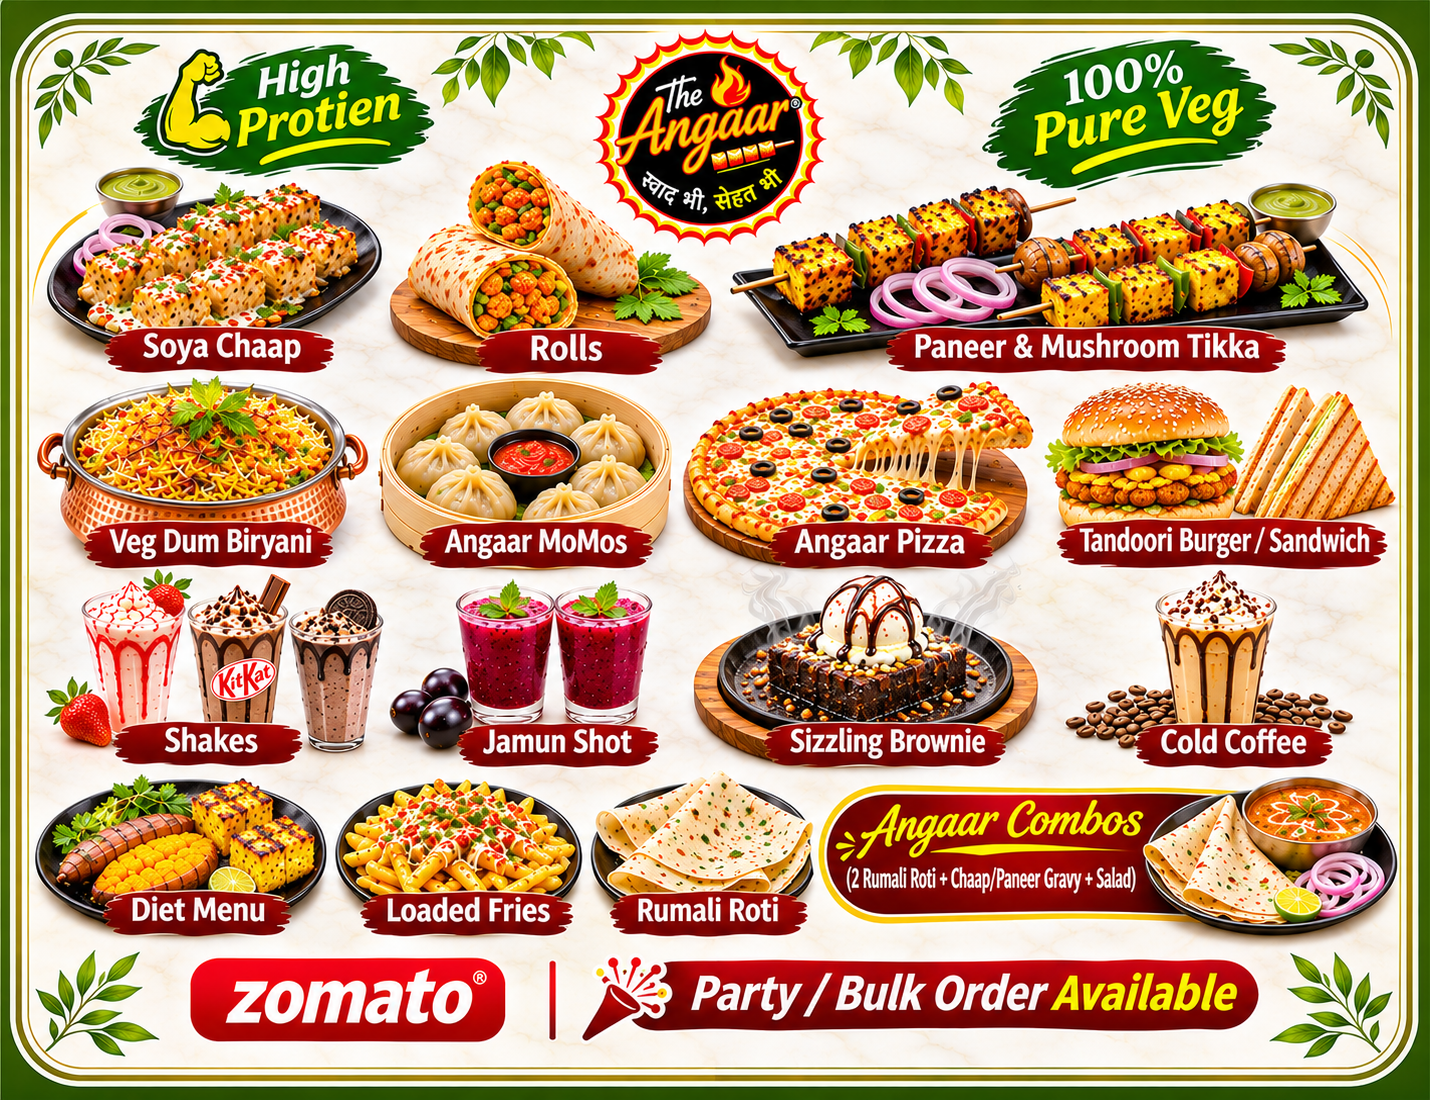 High
Protien
The
Angaar®
स्वाद भी, सेहत भी
100%
Pure Veg
Soya Chaap
Rolls
Paneer & Mushroom Tikka
Veg Dum Biryani
Angaar MoMos
Angaar Pizza
Tandoori Burger / Sandwich
KitKat
Shakes
Jamun Shot
Sizzling Brownie
Cold Coffee
Diet Menu
Loaded Fries
Rumali Roti
Angaar Combos
(2 Rumali Roti + Chaap/Paneer Gravy + Salad)
zomato®
Party / Bulk Order Available